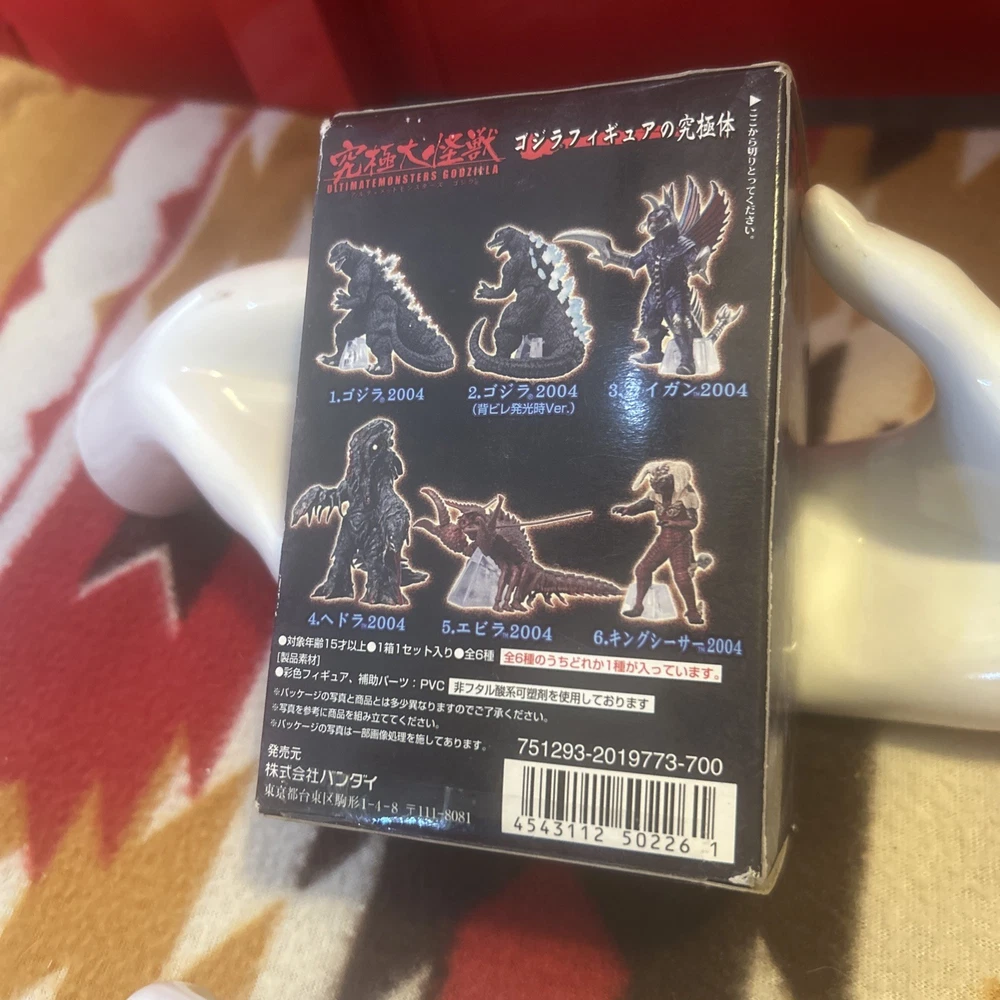 究極大怪獣
ULTIMATEMONSTERS GODZILLA
ゴジラフィギュアの究極体
▶ここから切りとってください。
1.ゴジラ®2004
2.ゴジラ®2004
(背ビレ発光時Ver.)
3.ガイガン™2004
4.ヘドラ™2004
5.エビラ™2004
6.キングシーサー™2004
●対象年齢15才以上●1箱1セット入り●全6種 全6種のうちどれか1種が入っています。
[製品素材]
●彩色フィギュア、補助パーツ：PVC 非フタル酸系可塑剤を使用しております
※パッケージの写真と商品とは多少異なりますのでご了承ください。
※写真を参考に商品を組み立ててください。
※パッケージの写真は一部画像処理を施してあります。
発売元
株式会社バンダイ
東京都台東区駒形1-4-8 〒111-8081
751293-2019773-700
4543112 50226 1